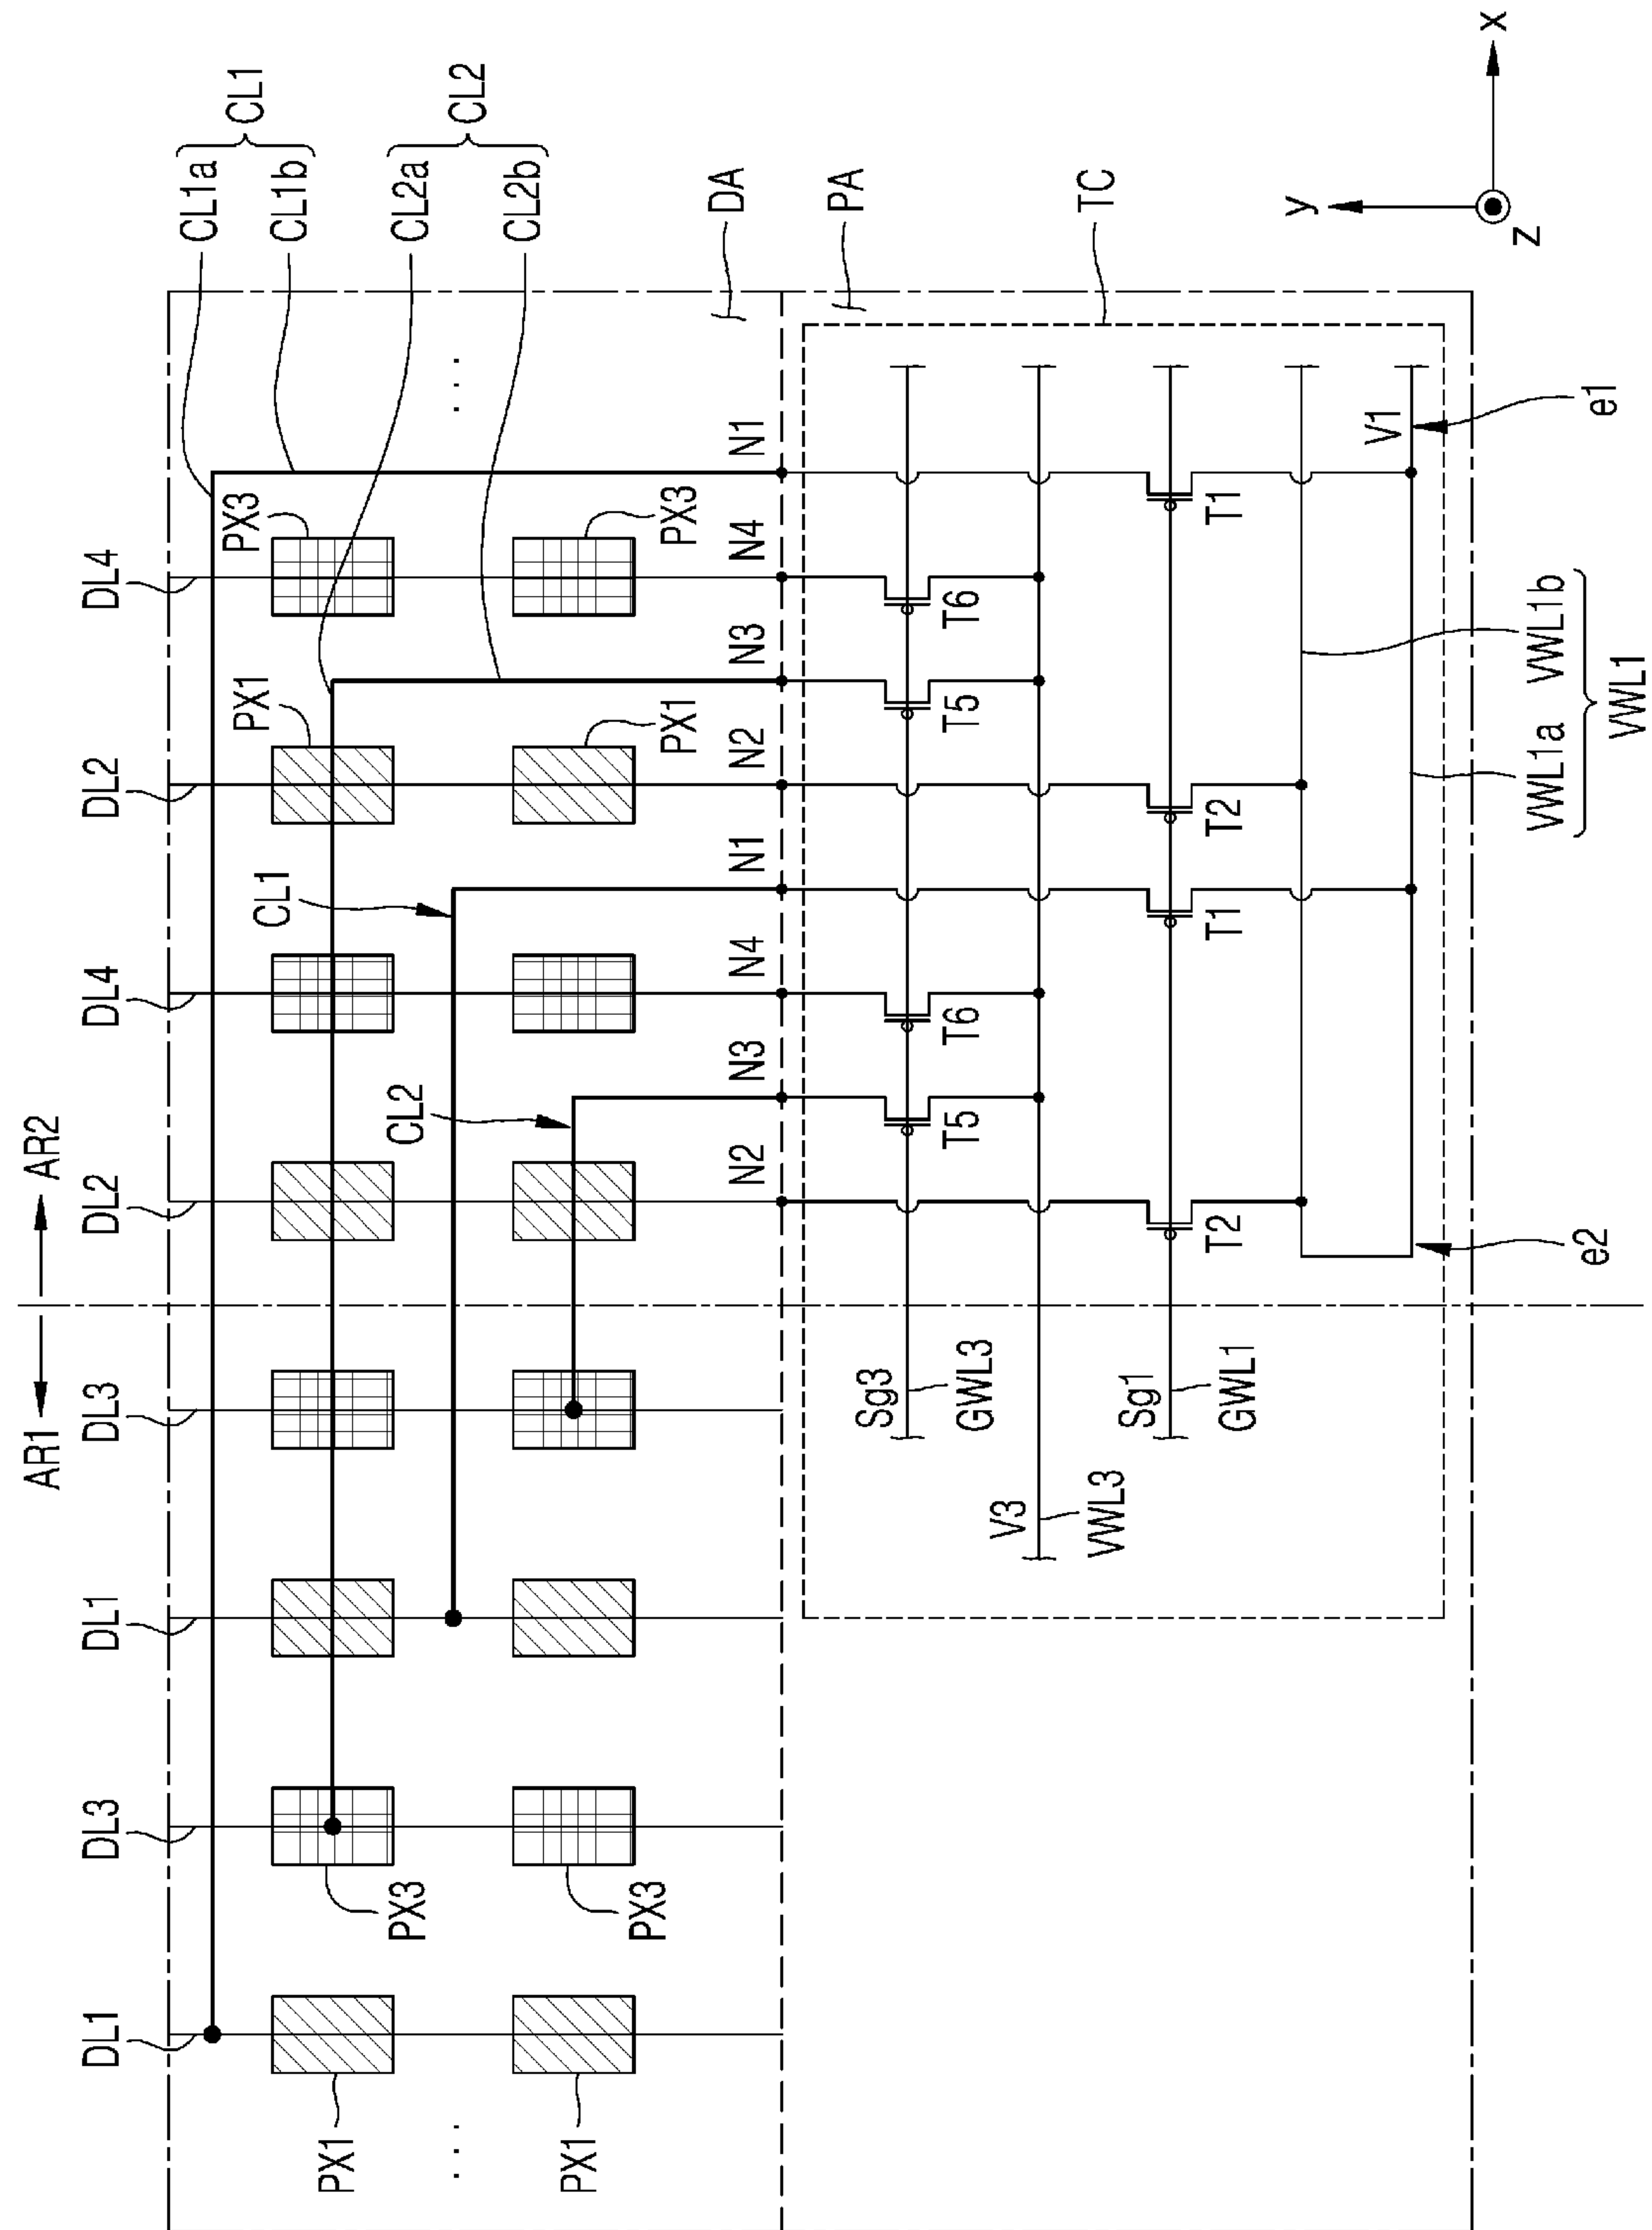 AR1 AR2
DL1 DL3 DL1 DL3 DL2 DL4 DL2 DL4
CL1a
CL1
CL1b
PX3
PX1
CL1
PX1
PX3
CL2
CL2a
CL2
CL2b
...
...
PX1
PX3
PX1
PX3
DA
N2 N3 N4 N1 N2 N3 N4 N1
PA
Sg3
T5 T6 T5 T6
GWL3
V3
TC
VWL3
Sg1
T2 T1 T2 T1
GWL1
y
V1
x
z
VWL1a VWL1b
e2
e1
VWL1